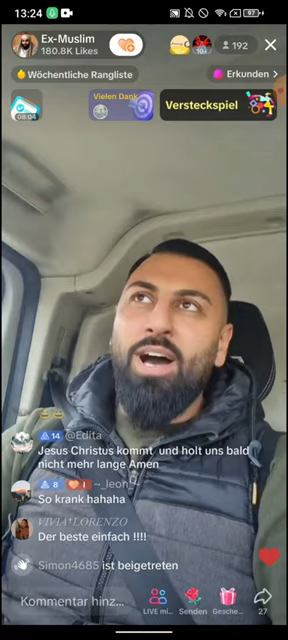 13:24
97
Ex-Muslim
180.8K Likes
10+
192
Wöchentliche Rangliste
Erkunden >
08:04
Vielen Dank
Versteckspiel
14 @Edita
Jesus Christus kommt und holt uns bald
nicht mehr lange Amen
8 I ~_leon
So krank hahaha
VIVIA†LORENZO
Der beste einfach !!!!
Simon4685 ist beigetreten
Kommentar hinz...
LIVE mi...
Senden
Gesche...
27